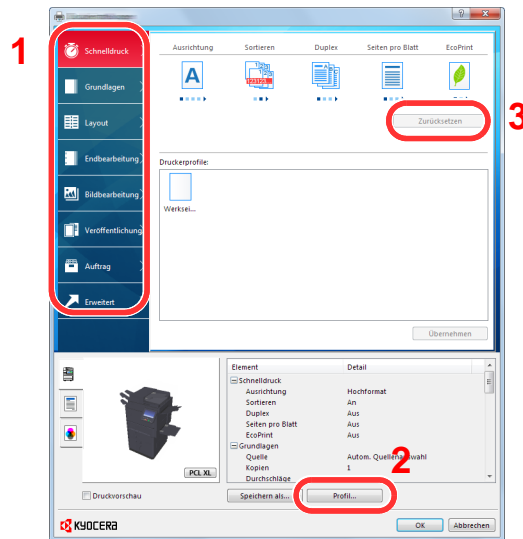 1
Schnelldruck
Grundlagen
Layout
Endbearbeitung
Bildbearbeitung
Veröffentlichung
Auftrag
Erweitert
Ausrichtung Sortieren Duplex Seiten pro Blatt EcoPrint
A
123123
A
Zurücksetzen
3
Druckerprofile:
Werksei...
Übernehmen
Element Detail
Schnelldruck
Ausrichtung Hochformat
Sortieren An
Duplex Aus
Seiten pro Blatt Aus
EcoPrint Aus
Grundlagen
Quelle Autom. Quellenauswahl
Kopien 1
Durchschläge
2
PCL XL
Druckvorschau
Speichern als... Profil...
KYOCERA
OK Abbrechen